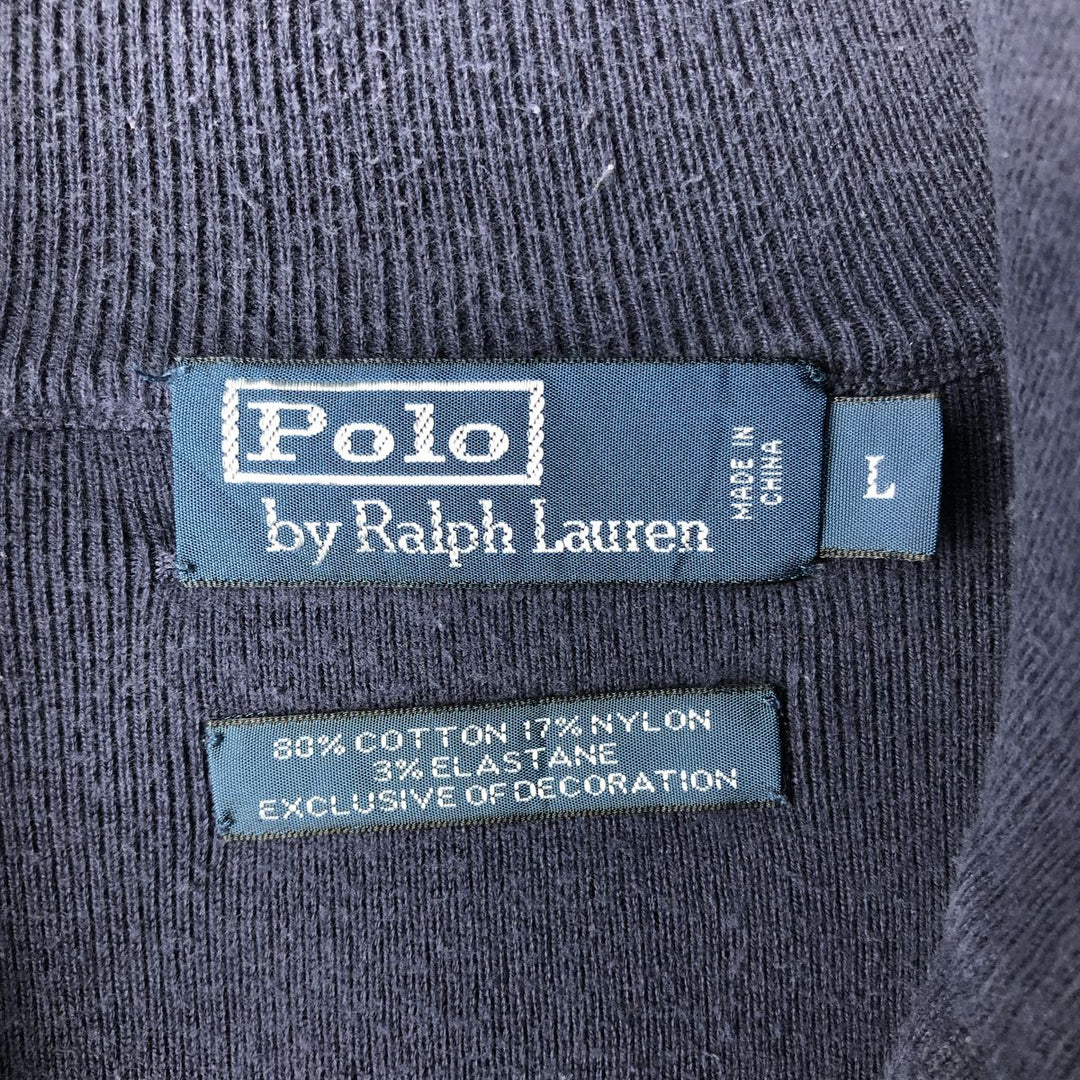 Polo
by Ralph Lauren
MADE IN
CHINA
L
80% COTTON 17% NYLON
3% ELASTANE
EXCLUSIVE OF DECORATION